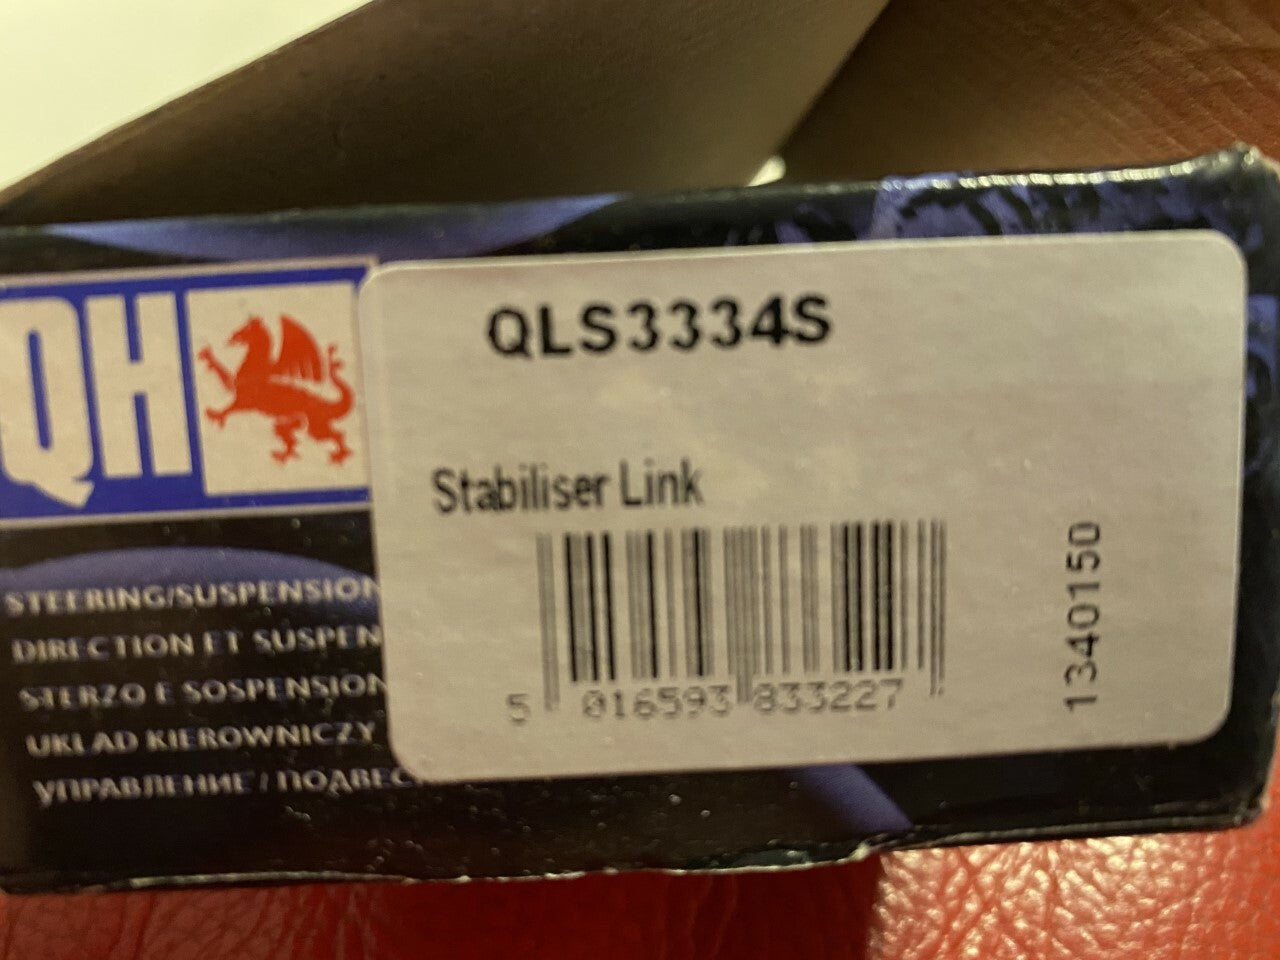 QH
QLS3334S
Stabiliser Link
5 016593 833227
1340150
STEERING/SUSPENSION
DIRECTION ET SUSPEN
STERZO E SOSPENSION
UKLAD KIEROWNICZY
УПРАВЛЕНИЕ / ПОДВЕС